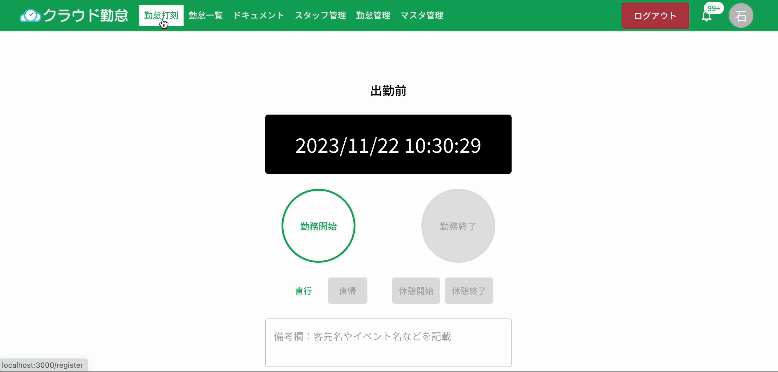 クラウド勤怠 勤怠打刻 勤怠一覧 ドキュメント スタッフ管理 勤怠管理 マスタ管理 ログアウト 99+ 石
出勤前
2023/11/22 10:30:29
勤務開始 勤務終了
直行 直帰 休憩開始 休憩終了
備考欄：客先名やイベント名などを記載
localhost:3000/register